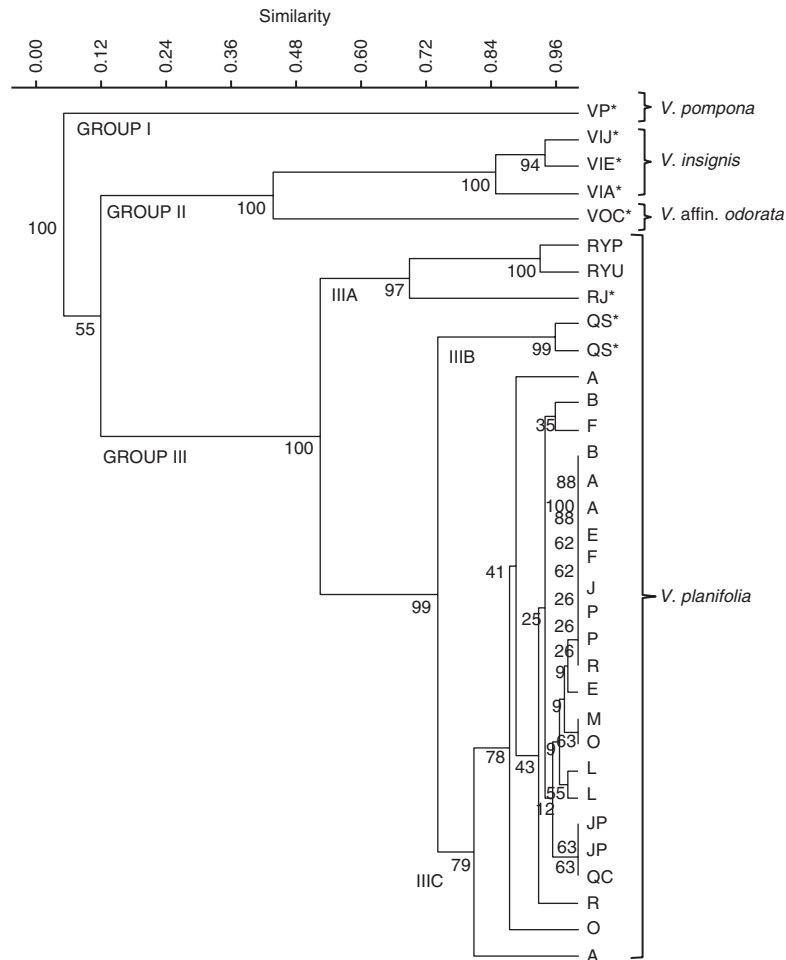 Similarity
0.00 0.12 0.24 0.36 0.48 0.60 0.72 0.84 0.96
VP* V. pompona
GROUP I
VIJ*
94 VIE* V. insignis
100
VIA*
GROUP II 100
VOC* V. affin. odorata
100
RYP
100 RYU
IIIA 97
RJ*
55
QS*
IIIB 99 QS*
A
B
35 F
GROUP III 100
B
88 A
100 A
88
E
62
F
41 62
J
99 26 V. planifolia
25 P
26
P
26
9 R
E
9
M
63 O
9
78 43 L
55 L
12
JP
63 JP
79 63
IIIC QC
R
O
A